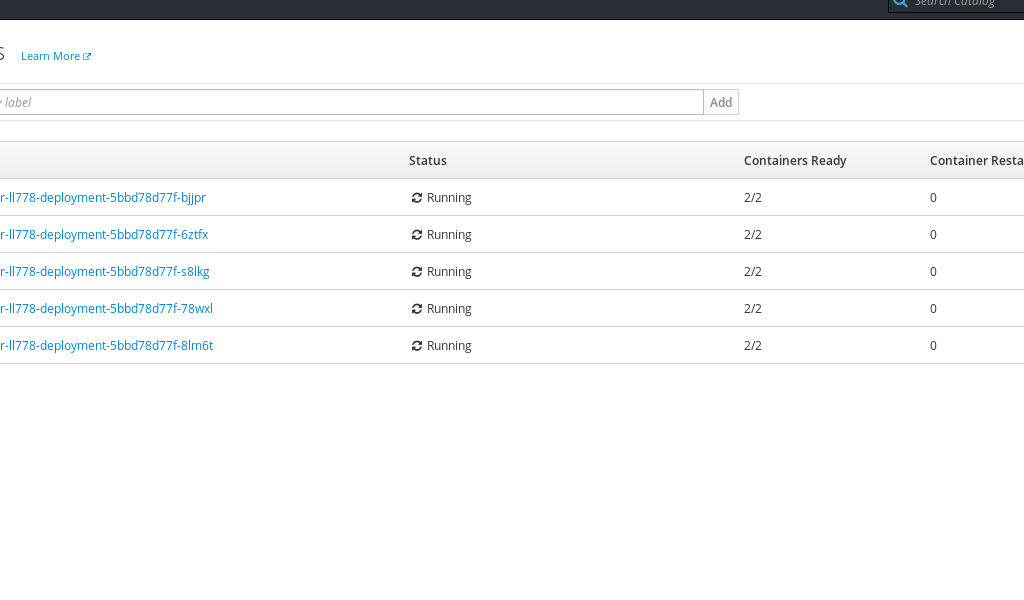 Search Catalog
s Learn More
y label Add
Status Containers Ready Container Resta
r-ll778-deployment-5bbd78d77f-bjjpr Running 2/2 0
r-ll778-deployment-5bbd78d77f-6ztfx Running 2/2 0
r-ll778-deployment-5bbd78d77f-s8lkg Running 2/2 0
r-ll778-deployment-5bbd78d77f-78wxl Running 2/2 0
r-ll778-deployment-5bbd78d77f-8lm6t Running 2/2 0